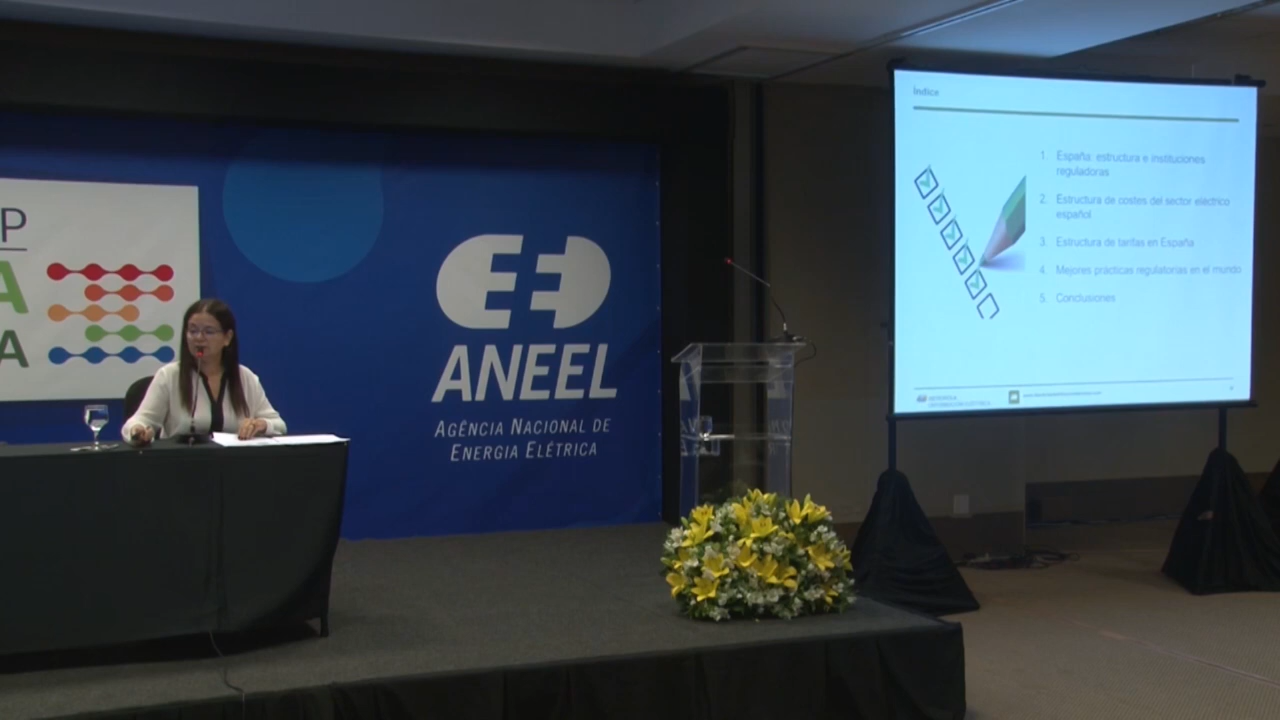 P
A
A
ANEEL
AGÊNCIA NACIONAL DE
ENERGIA ELÉTRICA
Índice
1. España: estructura e instituciones
reguladoras
2. Estructura de costes del sector eléctrico
español
3. Estructura de tarifas en España
4. Mejores prácticas regulatorias en el mundo
5. Conclusiones